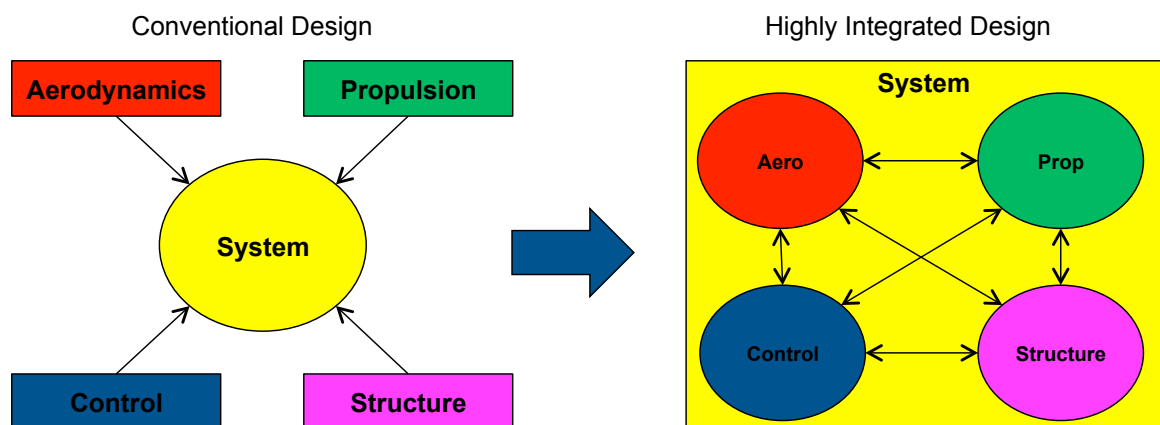 Conventional Design
Aerodynamics
Propulsion
System
Control
Structure
Highly Integrated Design
System
Aero
Prop
Control
Structure